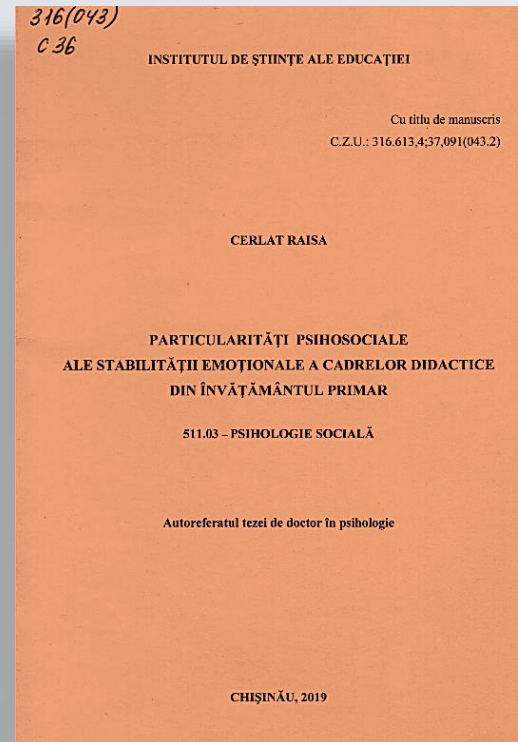 316(043)
C 36
INSTITUTUL DE ŞTIINŢE ALE EDUCAŢIEI
Cu titlu de manuscris
C.Z.U.: 316.613,4;37,091(043.2)
CERLAT RAISA
PARTICULARITĂŢI PSIHOSOCIALE
ALE STABILITĂŢII EMOŢIONALE A CADRELOR DIDACTICE
DIN ÎNVĂŢĂMÂNTUL PRIMAR
511.03 – PSIHOLOGIE SOCIALĂ
Autoreferatul tezei de doctor în psihologie
CHIŞINĂU, 2019